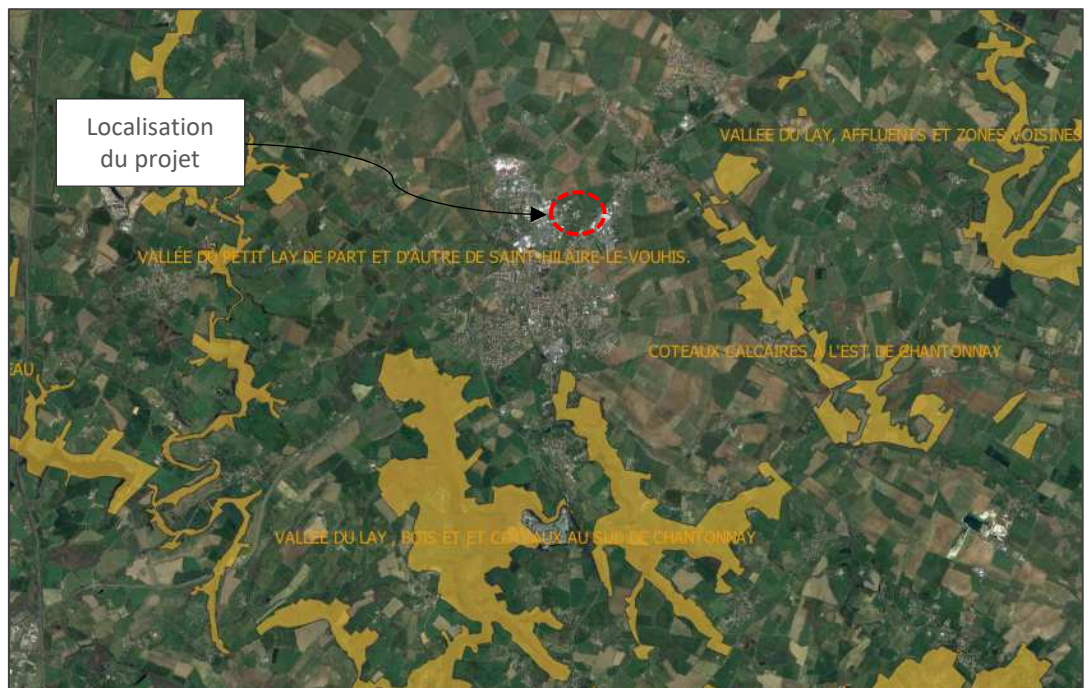 Localisation
du projet
VALLEE DU LAY, AFFLUENTS ET ZONES VOISINES
VALLÉE DU PETIT LAY DE PART ET D'AUTRE DE SAINT-HILAIRE-LE-VOUHIS.
COTEAUX CALCAIRES A L'EST DE CHANTONNAY
EAU
VALLEE DU LAY, BOIS ET ET COTEAUX AU SUD DE CHANTONNAY